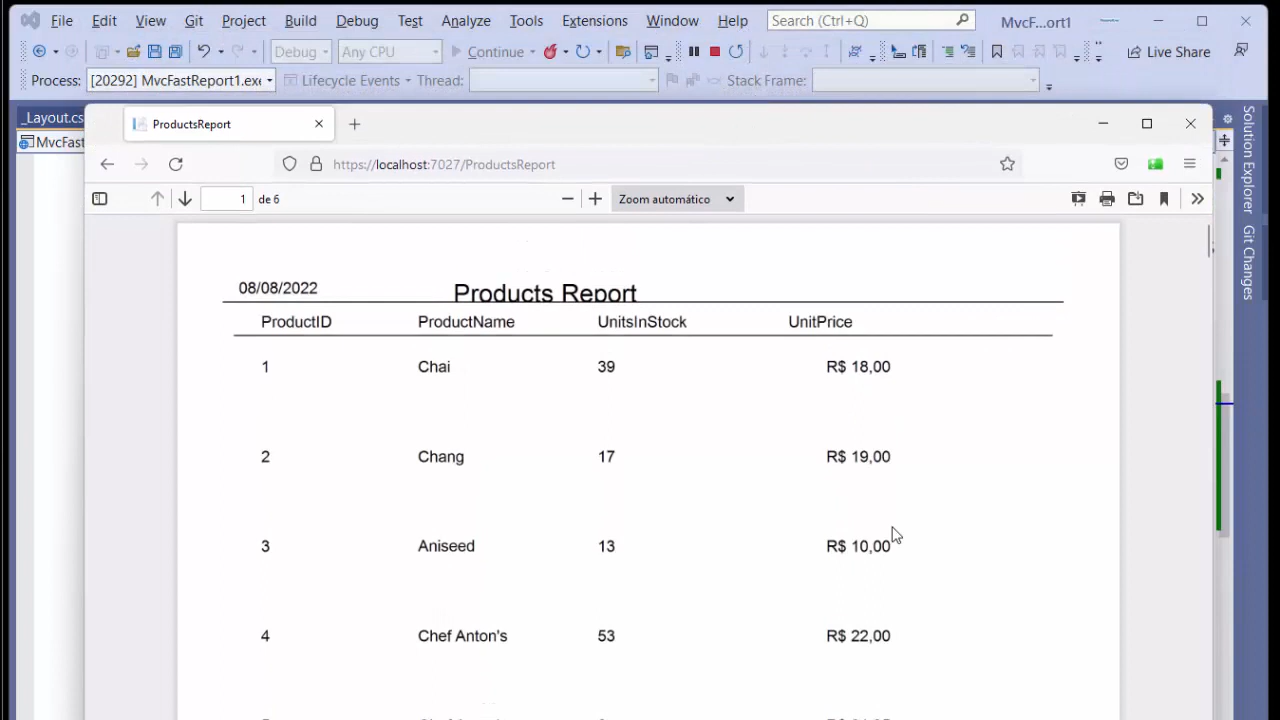 File Edit View Git Project Build Debug Test Analyze Tools Extensions Window Help Search (Ctrl+Q) MvcF...ort1
Debug Any CPU Continue Live Share
Process: [20292] MvcFastReport1.exe Lifecycle Events Thread: Stack Frame:
_Layout.cs
MvcFast
ProductsReport
https://localhost:7027/ProductsReport
1 de 6 Zoom automático
08/08/2022 Products Report
ProductID ProductName UnitsInStock UnitPrice
1 Chai 39 R$ 18,00
2 Chang 17 R$ 19,00
3 Aniseed 13 R$ 10,00
4 Chef Anton's 53 R$ 22,00
Solution Explorer
Git Changes